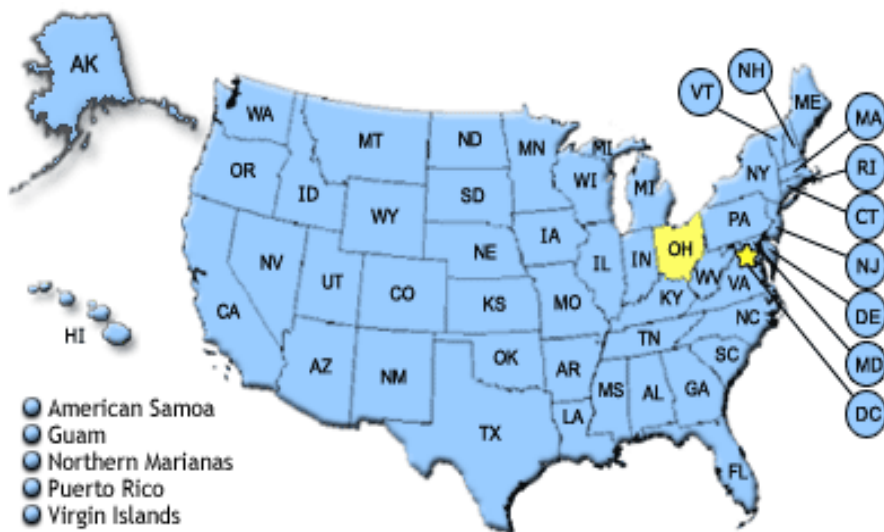 AK
NH
VT
ME
MA
WA
MT
ND
MN
MI
RI
OR
ID
SD
WI
MI
NY
CT
WY
IA
PA
NJ
NV
NE
IL
IN
OH
UT
CO
WV
VA
DE
CA
KS
MO
KY
NC
HI
AZ
NM
OK
AR
TN
SC
MD
MS
AL
GA
DC
TX
LA
FL
American Samoa
Guam
Northern Marianas
Puerto Rico
Virgin Islands